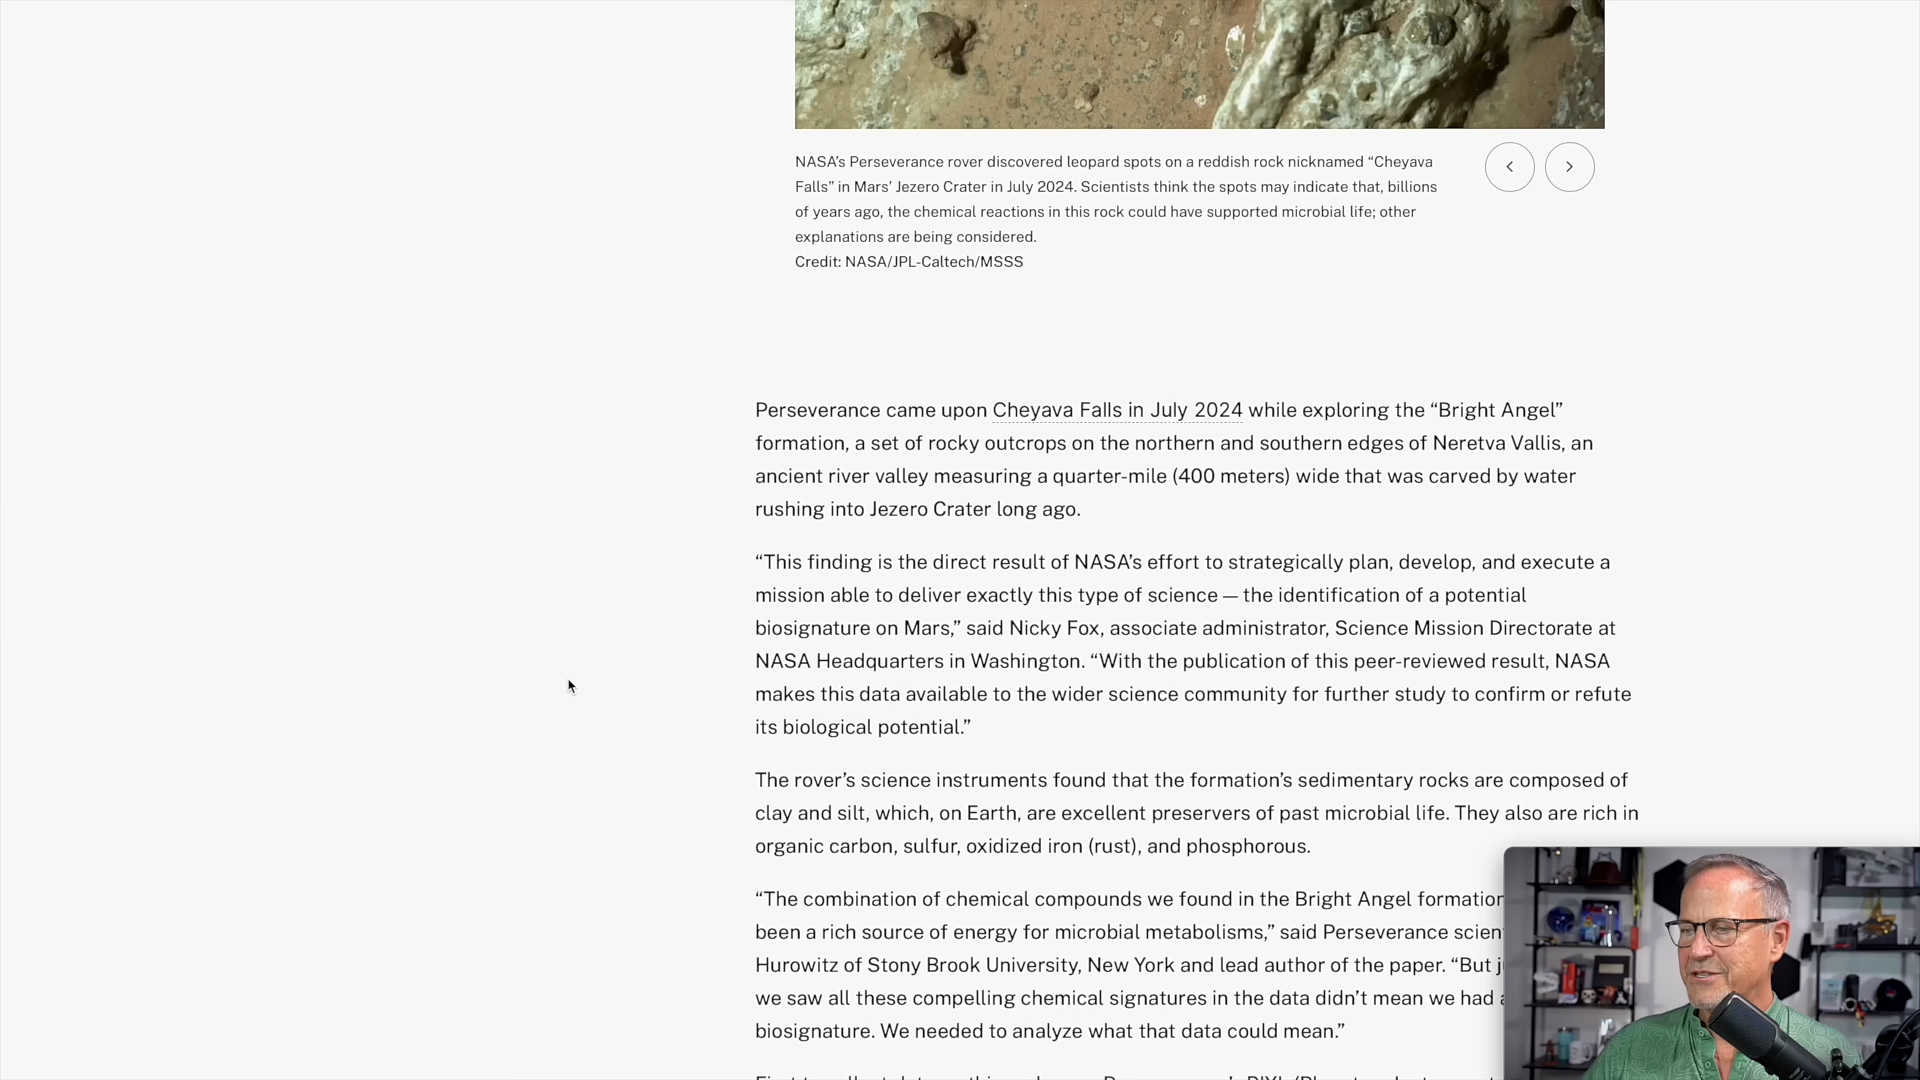 NASA’s Perseverance rover discovered leopard spots on a reddish rock nicknamed “Cheyava
Falls” in Mars’ Jezero Crater in July 2024. Scientists think the spots may indicate that, billions
of years ago, the chemical reactions in this rock could have supported microbial life; other
explanations are being considered.
Credit: NASA/JPL-Caltech/MSSS
Perseverance came upon Cheyava Falls in July 2024 while exploring the “Bright Angel”
formation, a set of rocky outcrops on the northern and southern edges of Neretva Vallis, an
ancient river valley measuring a quarter-mile (400 meters) wide that was carved by water
rushing into Jezero Crater long ago.
“This finding is the direct result of NASA’s effort to strategically plan, develop, and execute a
mission able to deliver exactly this type of science — the identification of a potential
biosignature on Mars,” said Nicky Fox, associate administrator, Science Mission Directorate at
NASA Headquarters in Washington. “With the publication of this peer-reviewed result, NASA
makes this data available to the wider science community for further study to confirm or refute
its biological potential.”
The rover’s science instruments found that the formation’s sedimentary rocks are composed of
clay and silt, which, on Earth, are excellent preservers of past microbial life. They also are rich in
organic carbon, sulfur, oxidized iron (rust), and phosphorous.
“The combination of chemical compounds we found in the Bright Angel formation
been a rich source of energy for microbial metabolisms,” said Perseverance
Hurowitz of Stony Brook University, New York and lead author of the paper. “But
we saw all these compelling chemical signatures in the data didn’t mean we had
biosignature. We needed to analyze what that data could mean.”